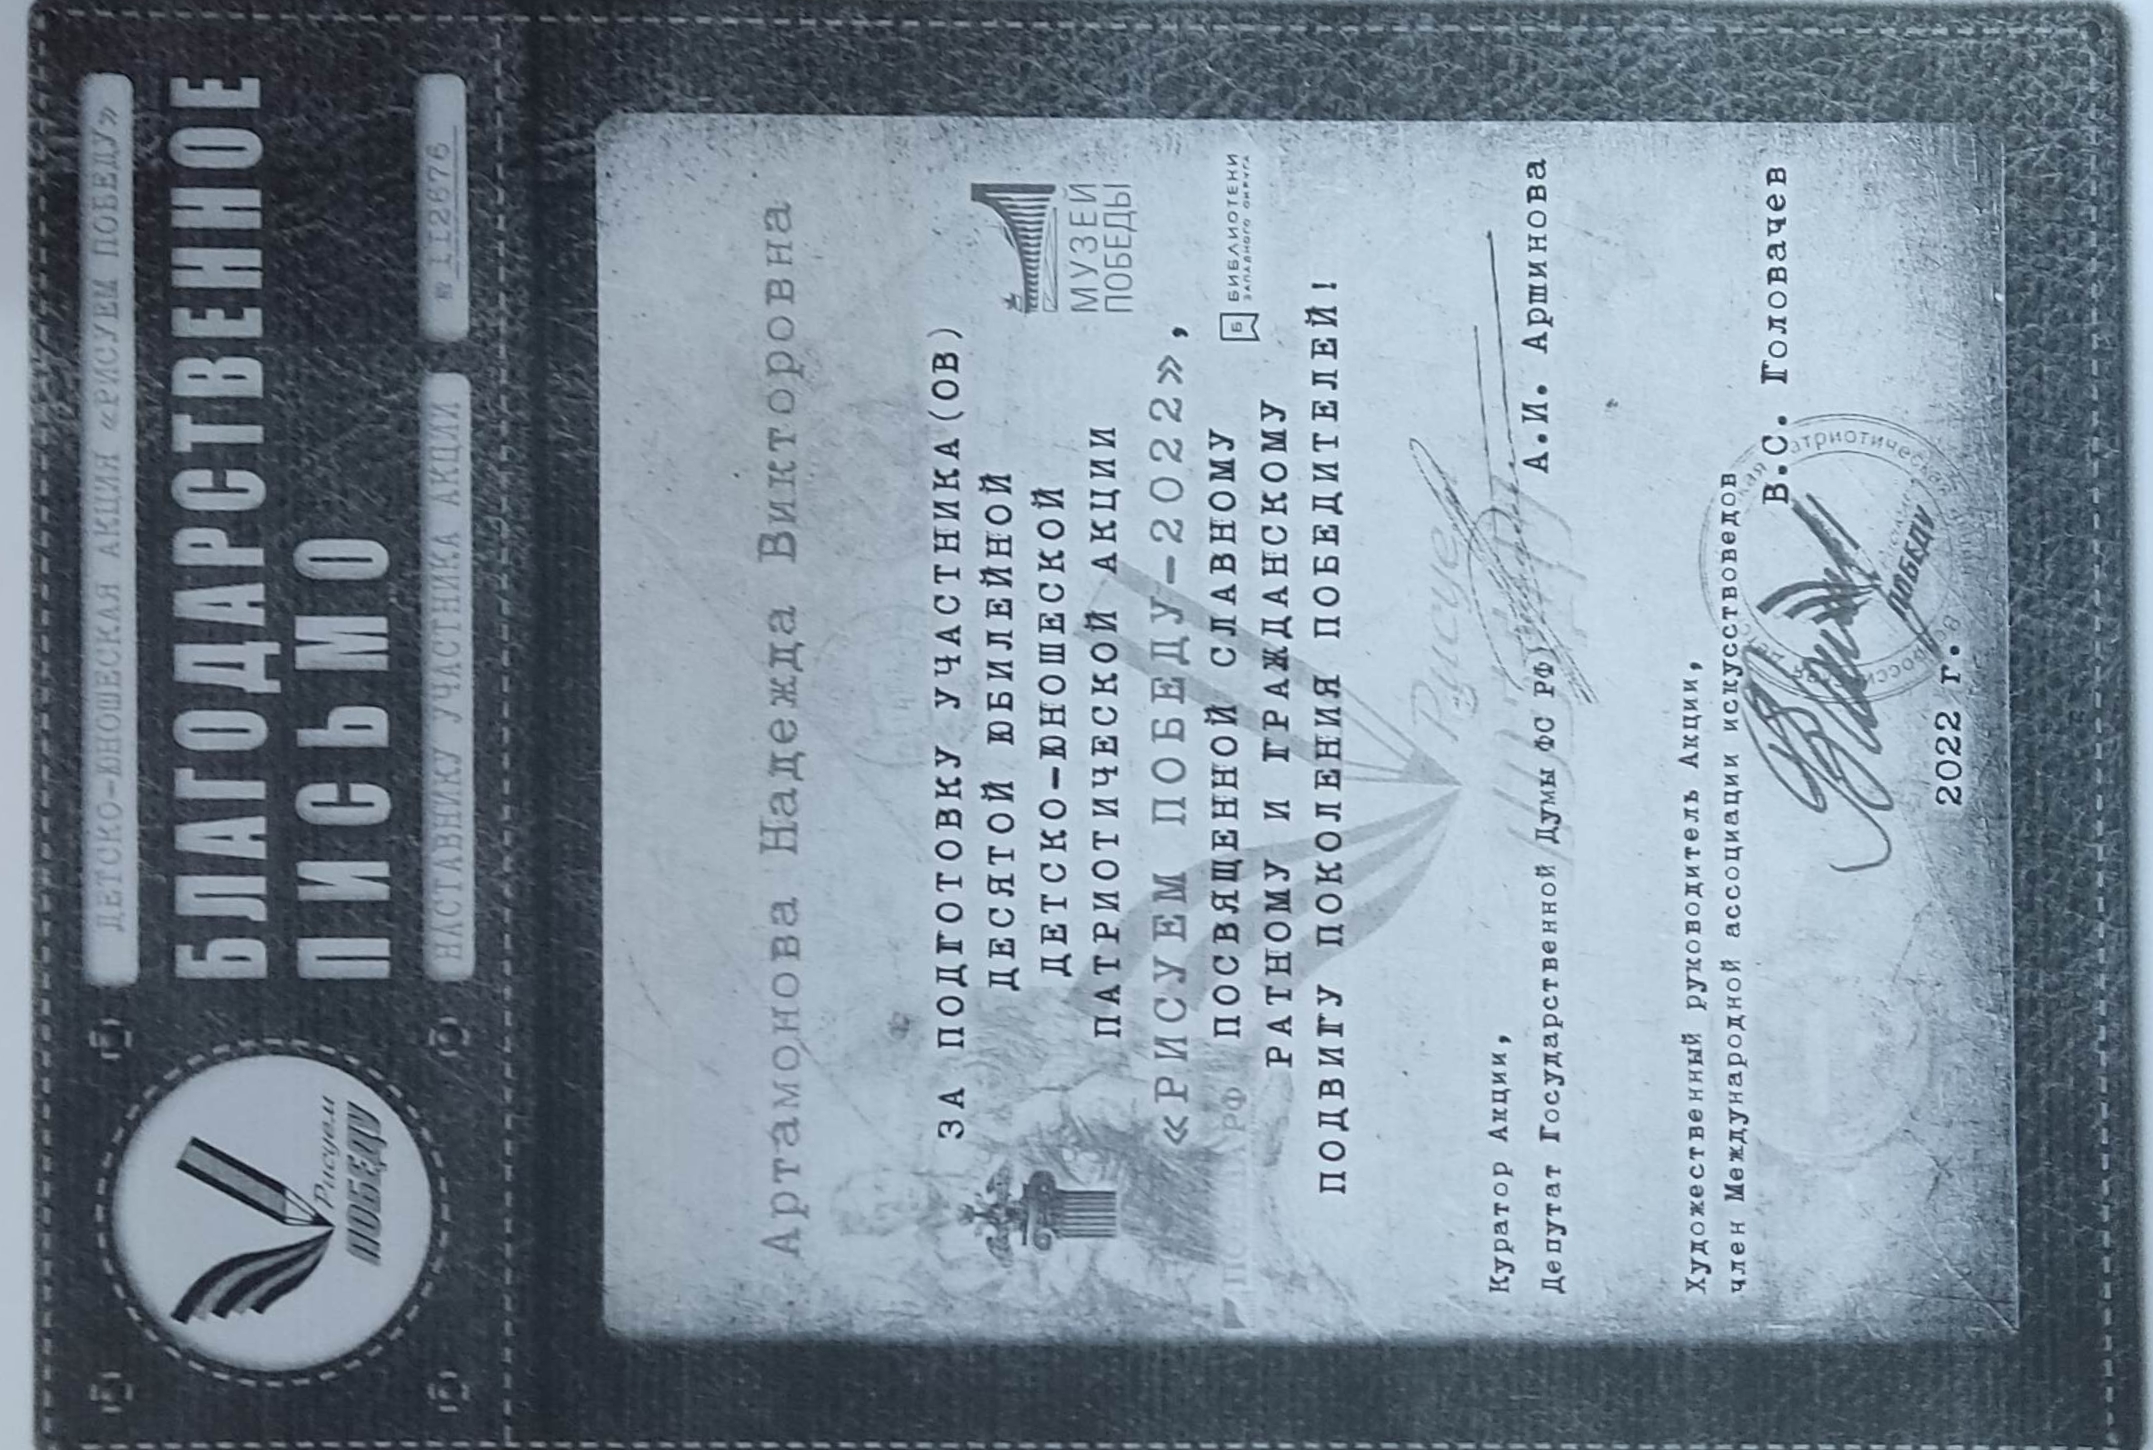 ДЕТСКО-ЮНОШЕСКАЯ АКЦИЯ «РИСУЕМ ПОБЕДУ»
БЛАГОДАРСТВЕННОЕ
ПИСЬМО
Рисуем
ПОБЕДУ
НАСТАВНИКУ УЧАСТНИКА АКЦИИ
№ 112676
Артамонова Надежда Викторовна
ЗА ПОДГОТОВКУ УЧАСТНИКА(ОВ)
ДЕСЯТОЙ ЮБИЛЕЙНОЙ
ДЕТСКО-ЮНОШЕСКОЙ
ПАТРИОТИЧЕСКОЙ АКЦИИ
«РИСУЕМ ПОБЕДУ-2022»,
ПОСВЯЩЕННОЙ СЛАВНОМУ
РАТНОМУ И ГРАЖДАНСКОМУ
ПОДВИГУ ПОКОЛЕНИЯ ПОБЕДИТЕЛЕЙ!
МУЗЕЙ
ПОБЕДЫ
ПОБЕДА РФ
БИБЛИОТЕКИ
ЗАПАДНОГО ОКРУГА
Рисуем
Куратор Акции,
Депутат Государственной Думы ФС РФ
А.И. Аршинова
Художественный руководитель Акции,
член Международной ассоциации искусствоведов
В.С. Головачев
ПОБЕДУ
2022 г.